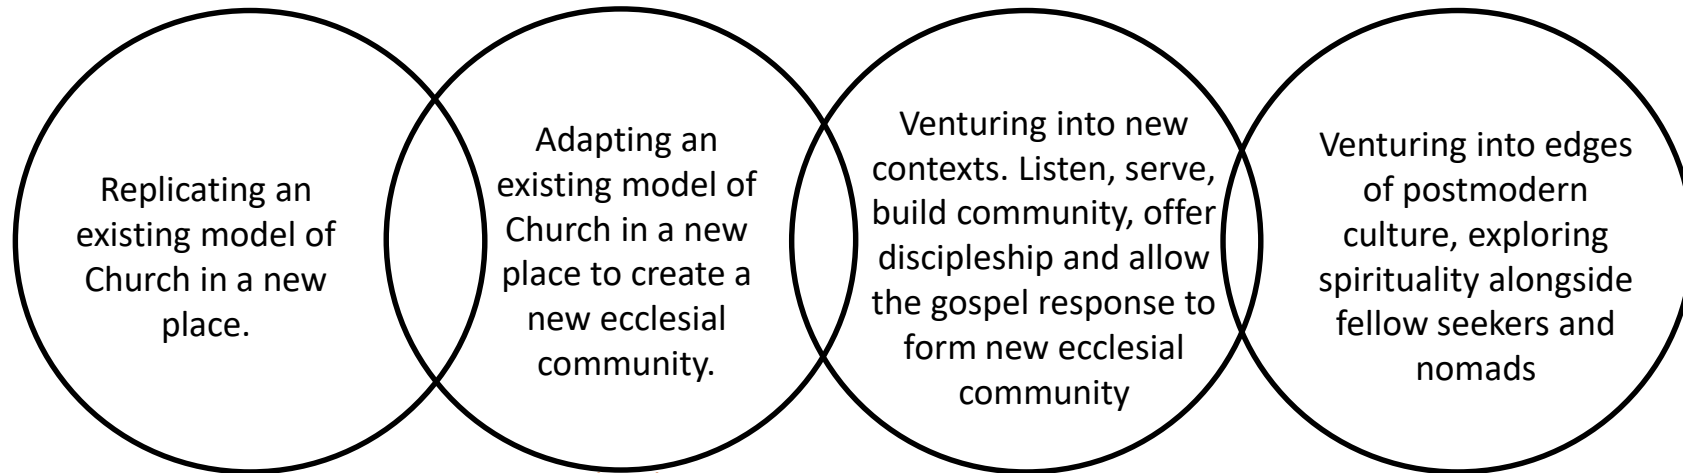 Replicating an
existing model of
Church in a new
place.
Adapting an
existing model of
Church in a new
place to create a
new ecclesial
community.
Venturing into new
contexts. Listen, serve,
build community, offer
discipleship and allow
the gospel response to
form new ecclesial
community
Venturing into edges
of postmodern
culture, exploring
spirituality alongside
fellow seekers and
nomads